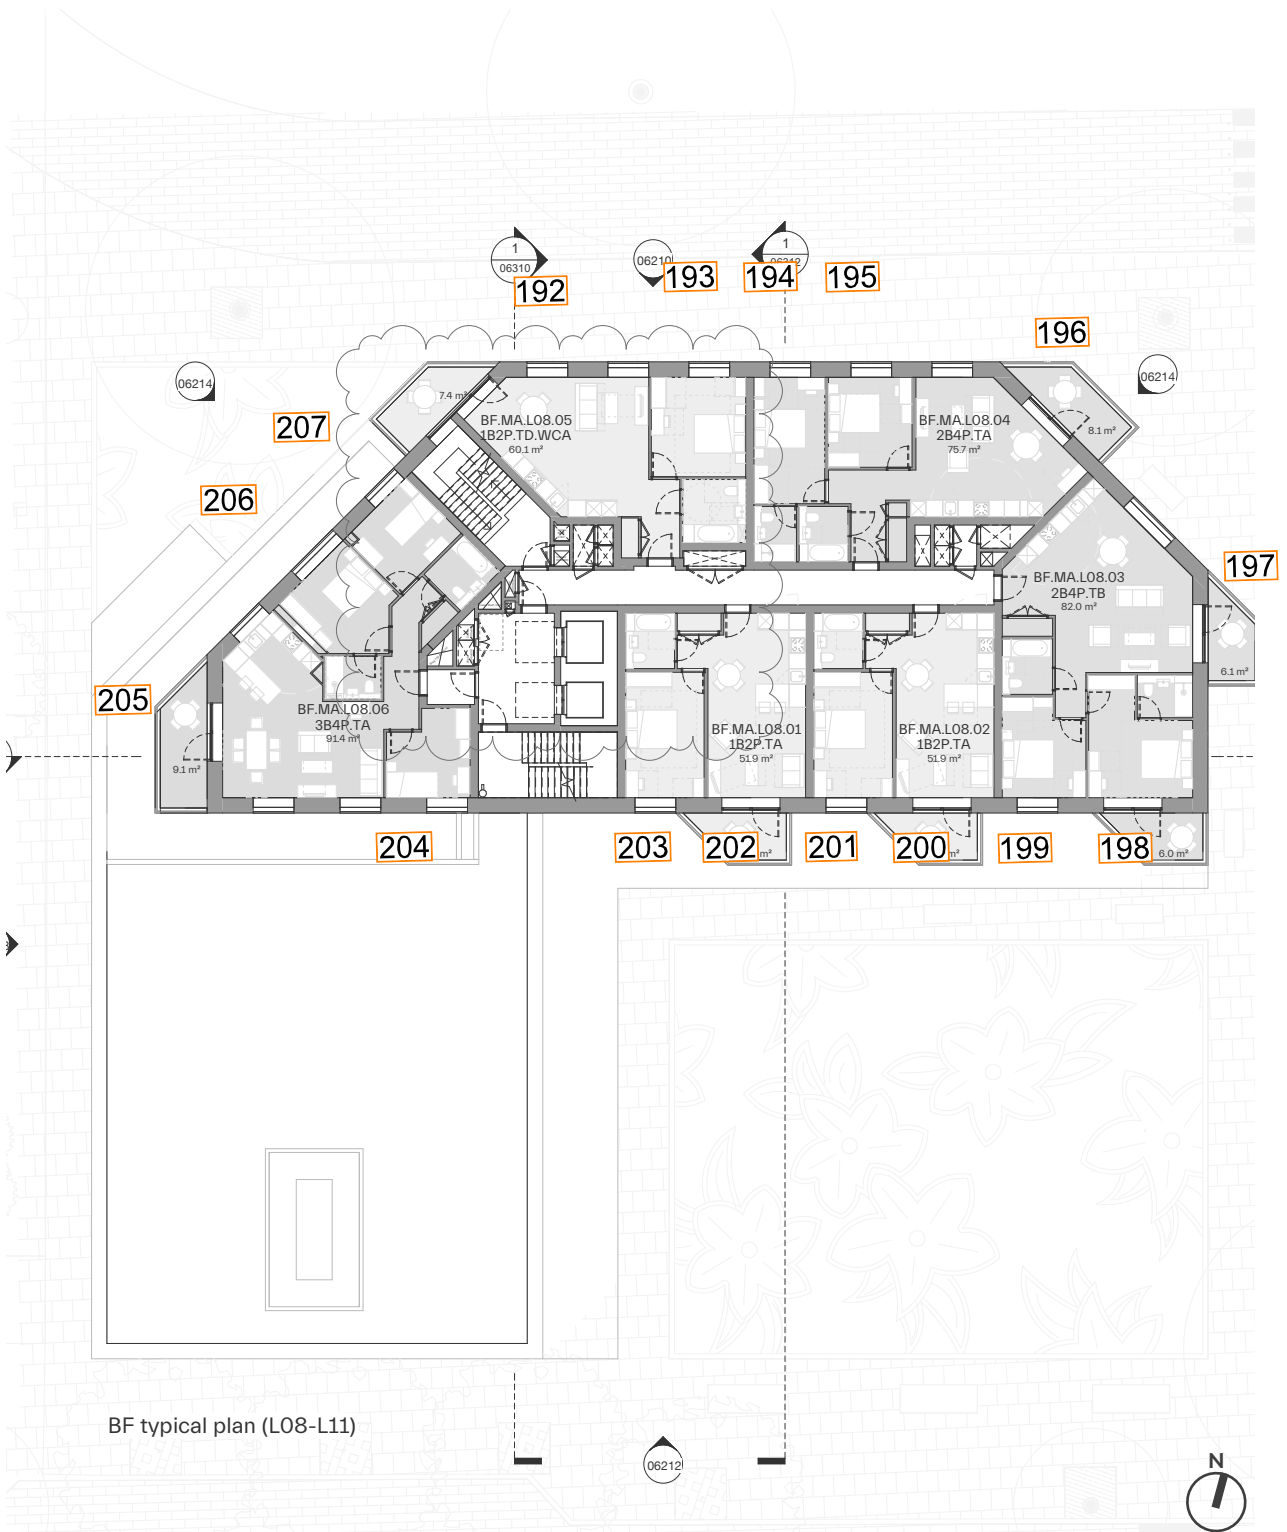 1
06310
06210
1
192
193
194
195
196
06214
06214
207
7.4 m²
BF.MA.L08.05
1B2P.TD.WCA
60.1 m²
BF.MA.L08.04
2B4P.TA
75.7 m²
8.1 m²
206
197
BF.MA.L08.03
2B4P.TB
82.0 m²
6.1 m²
205
BF.MA.L08.06
3B4P.TA
91.4 m²
9.1 m²
BF.MA.L08.01
1B2P.TA
51.9 m²
BF.MA.L08.02
1B2P.TA
51.9 m²
204
203
202
m²
201
200
m²
199
198
6.0 m²
BF typical plan (L08-L11)
06212
N